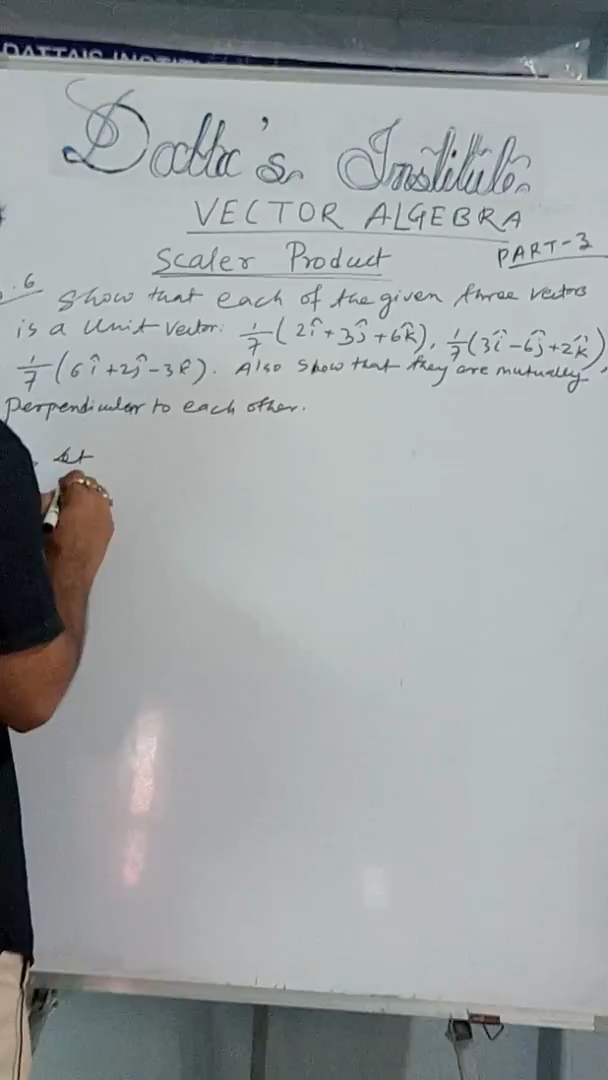 DATTA'S INSTIT
Datta's Institute.
VECTOR ALGEBRA
Scaler Product
PART-3
.6 Show that each of the given three vectors
is a Unit Vector: 1/7(2î+3ĵ+6k̂), 1/7(3î-6ĵ+2k̂),
1/7(6î+2ĵ-3k̂). Also show that they are mutually
Perpendicular to each other.
Let